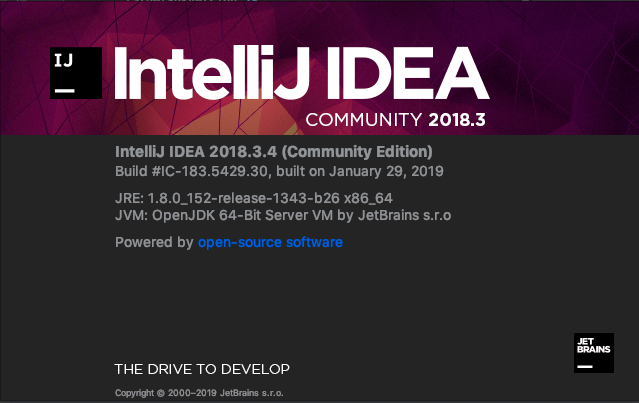 IJ
IntelliJ IDEA
COMMUNITY 2018.3
IntelliJ IDEA 2018.3.4 (Community Edition)
Build #IC-183.5429.30, built on January 29, 2019
JRE: 1.8.0_152-release-1343-b26 x86_64
JVM: OpenJDK 64-Bit Server VM by JetBrains s.r.o
Powered by open-source software
JET
BRAINS
THE DRIVE TO DEVELOP
Copyright © 2000–2019 JetBrains s.r.o.